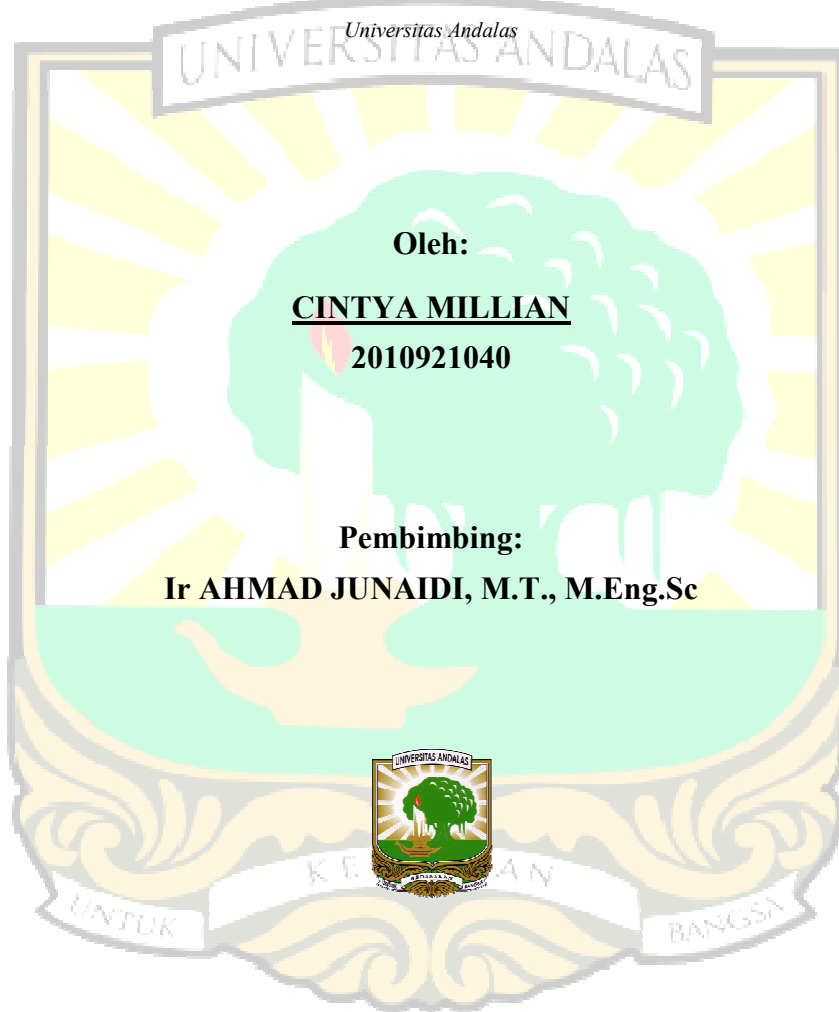 Universitas Andalas
UNIVERSITAS ANDALAS
Oleh:
CINTYA MILLIAN
2010921040
Pembimbing:
Ir AHMAD JUNAIDI, M.T., M.Eng.Sc
UNIVERSITAS ANDALAS
UNTUK
BANGSA